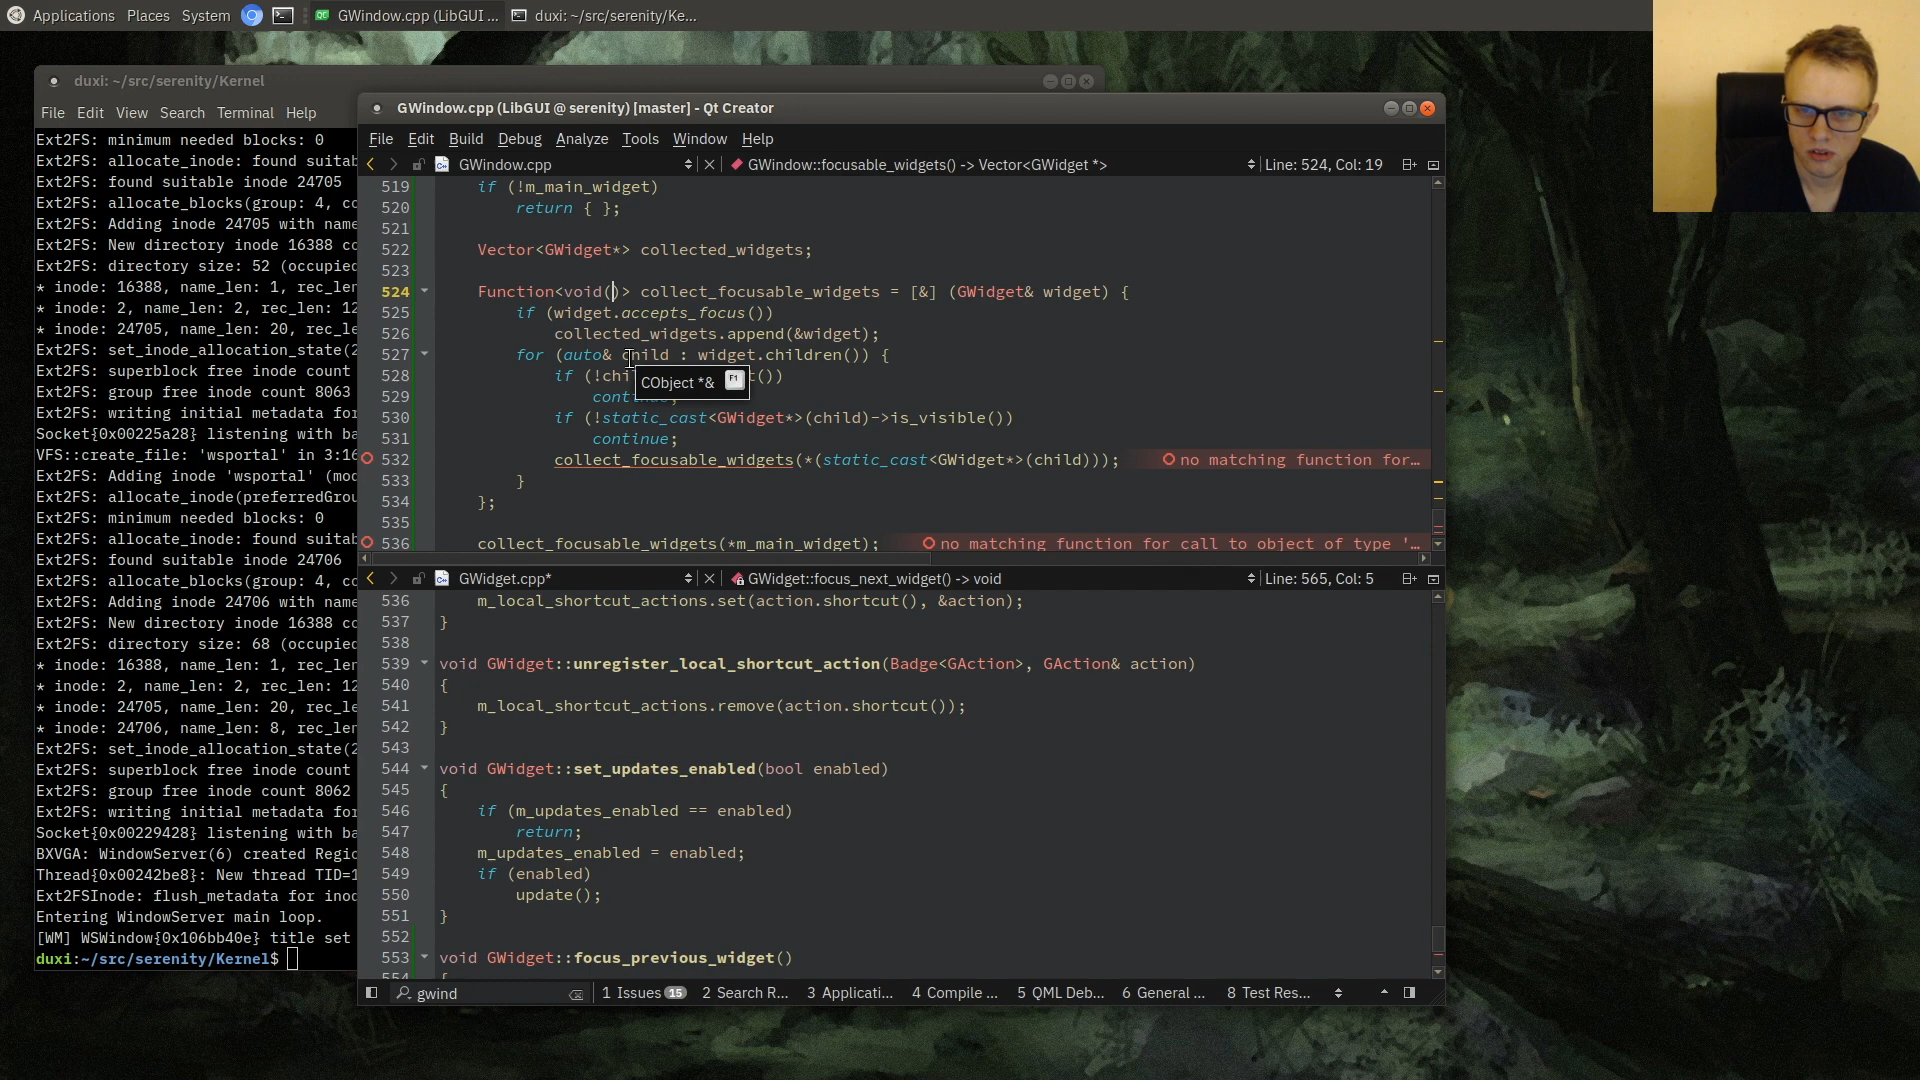 Applications Places System GWindow.cpp (LibGUI ... duxi: ~/src/serenity/Ke...
duxi: ~/src/serenity/Kernel
File Edit View Search Terminal Help
Ext2FS: minimum needed blocks: 0
Ext2FS: allocate_inode: found suitab
Ext2FS: found suitable inode 24705
Ext2FS: allocate_blocks(group: 4, co
Ext2FS: Adding inode 24705 with name
Ext2FS: New directory inode 16388 co
Ext2FS: directory size: 52 (occupied
* inode: 16388, name_len: 1, rec_len
* inode: 2, name_len: 2, rec_len: 12
* inode: 24705, name_len: 20, rec_le
Ext2FS: set_inode_allocation_state(2
Ext2FS: superblock free inode count
Ext2FS: group free inode count 8063
Ext2FS: writing initial metadata for
Socket{0x00225a28} listening with ba
VFS::create_file: 'wsportal' in 3:16
Ext2FS: Adding inode 'wsportal' (mod
Ext2FS: allocate_inode(preferredGrou
Ext2FS: minimum needed blocks: 0
Ext2FS: allocate_inode: found suitab
Ext2FS: found suitable inode 24706
Ext2FS: allocate_blocks(group: 4, co
Ext2FS: Adding inode 24706 with name
Ext2FS: New directory inode 16388 co
Ext2FS: directory size: 68 (occupied
* inode: 16388, name_len: 1, rec_len
* inode: 2, name_len: 2, rec_len: 12
* inode: 24705, name_len: 20, rec_le
* inode: 24706, name_len: 8, rec_len
Ext2FS: set_inode_allocation_state(2
Ext2FS: superblock free inode count
Ext2FS: group free inode count 8062
Ext2FS: writing initial metadata for
Socket{0x00229428} listening with ba
BXVGA: WindowServer(6) created Regio
Thread{0x00242be8}: New thread TID=1
Ext2FSInode: flush_metadata for inod
Entering WindowServer main loop.
[WM] WSWindow{0x106bb40e} title set
duxi:~/src/serenity/Kernel$
GWindow.cpp (LibGUI @ serenity) [master] - Qt Creator
File Edit Build Debug Analyze Tools Window Help
GWindow.cpp GWindow::focusable_widgets() -> Vector<GWidget *> Line: 524, Col: 19
519 if (!m_main_widget)
520 return { };
521
522 Vector<GWidget*> collected_widgets;
523
524 Function<void()> collect_focusable_widgets = [&] (GWidget& widget) {
525 if (widget.accepts_focus())
526 collected_widgets.append(&widget);
527 for (auto& child : widget.children()) {
528 if (!chi t())
CObject *& F1
529 continue;
530 if (!static_cast<GWidget*>(child)->is_visible())
531 continue;
532 collect_focusable_widgets(*(static_cast<GWidget*>(child))); no matching function for…
533 }
534 };
535
536 collect_focusable_widgets(*m_main_widget); no matching function for call to object of type '…
GWidget.cpp* GWidget::focus_next_widget() -> void Line: 565, Col: 5
536 m_local_shortcut_actions.set(action.shortcut(), &action);
537 }
538
539 void GWidget::unregister_local_shortcut_action(Badge<GAction>, GAction& action)
540 {
541 m_local_shortcut_actions.remove(action.shortcut());
542 }
543
544 void GWidget::set_updates_enabled(bool enabled)
545 {
546 if (m_updates_enabled == enabled)
547 return;
548 m_updates_enabled = enabled;
549 if (enabled)
550 update();
551 }
552
553 void GWidget::focus_previous_widget()
554 {
gwind 1 Issues 15 2 Search R... 3 Applicati... 4 Compile ... 5 QML Deb... 6 General ... 8 Test Res...